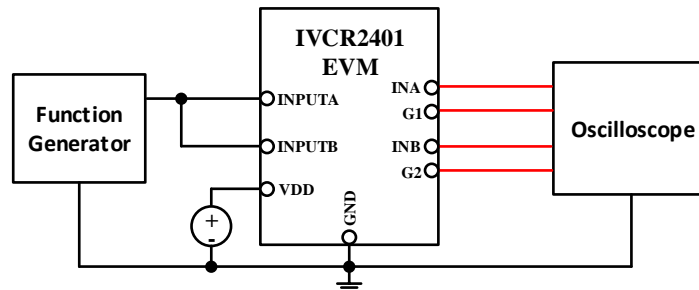 IVCR2401
EVM
Function
Generator
INPUTA
INPUTB
VDD
+
-
GND
INA
G1
INB
G2
Oscilloscope